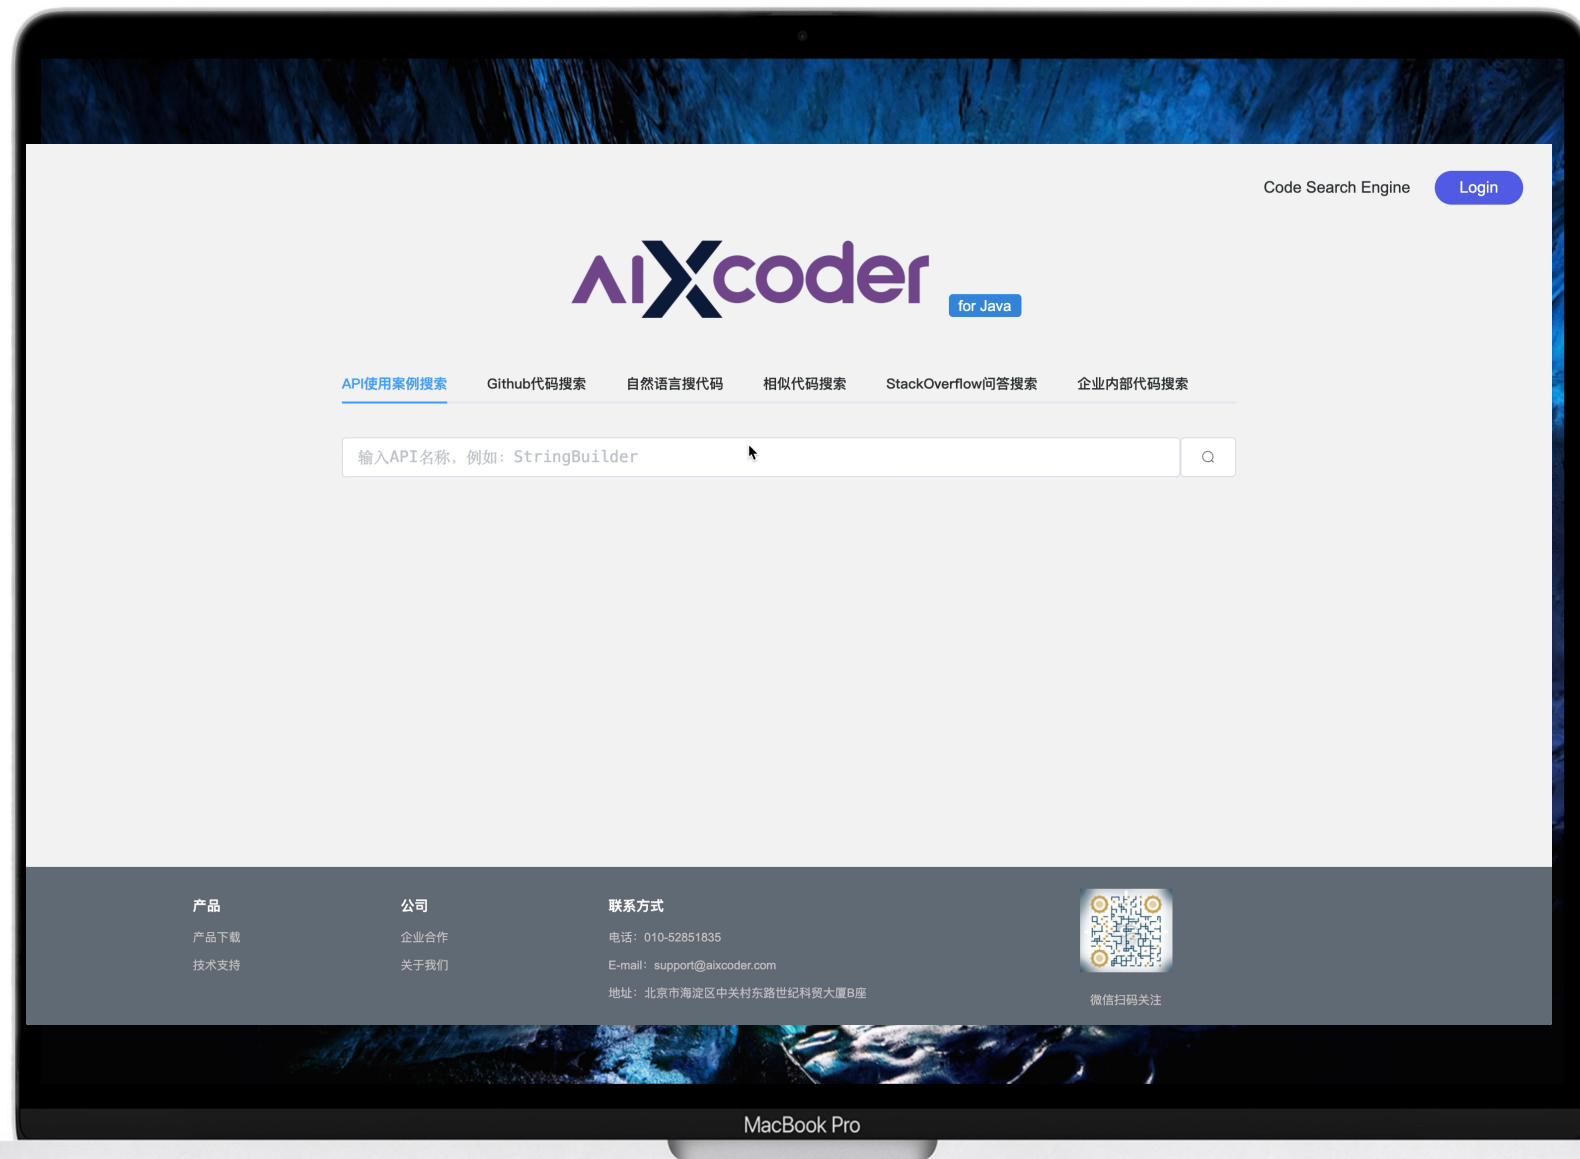 Code Search Engine
Login
aiXcoder
for Java
API使用案例搜索 Github代码搜索 自然语言搜代码 相似代码搜索 StackOverflow问答搜索 企业内部代码搜索
输入API名称，例如：StringBuilder
产品 公司 联系方式
产品下载 企业合作 电话：010-52851835
技术支持 关于我们 E-mail：support@aixcoder.com
地址：北京市海淀区中关村东路世纪科贸大厦B座
微信扫码关注
MacBook Pro